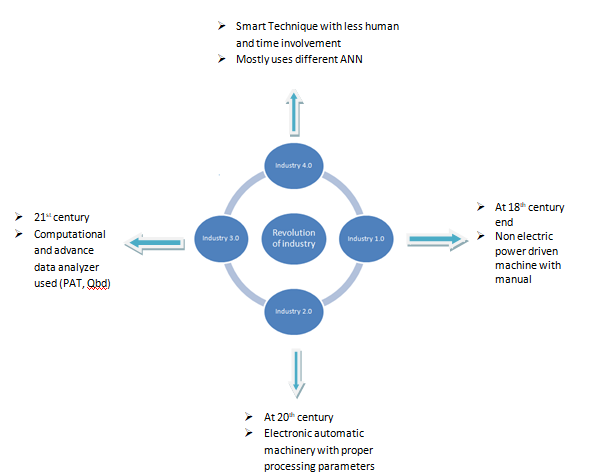 ➢ Smart Technique with less human
and time involvement
➢ Mostly uses different ANN
Industry 4.0
➢ 21st century
➢ Computational
and advance
data analyzer
used (PAT, Qbd)
Industry 3.0
Revolution
of industry
Industry 1.0
➢ At 18th century
end
➢ Non electric
power driven
machine with
manual
Industry 2.0
➢ At 20th century
➢ Electronic automatic
machinery with proper
processing parameters